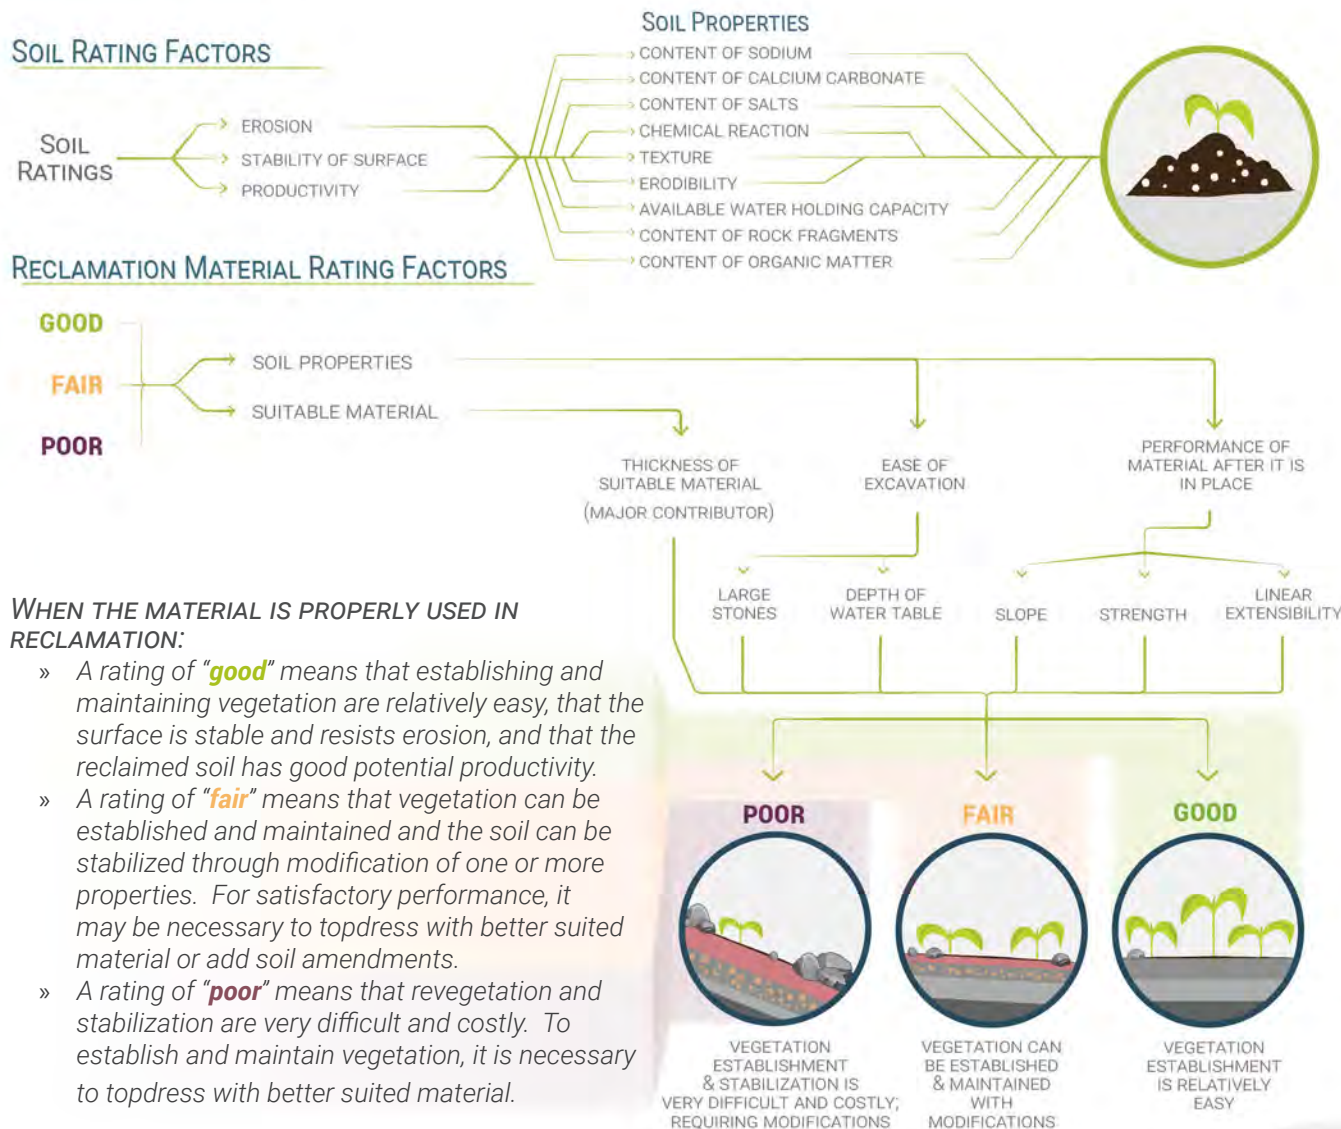 SOIL RATING FACTORS
SOIL
RATINGS
EROSION
STABILITY OF SURFACE
PRODUCTIVITY
SOIL PROPERTIES
CONTENT OF SODIUM
CONTENT OF CALCIUM CARBONATE
CONTENT OF SALTS
CHEMICAL REACTION
TEXTURE
ERODIBILITY
AVAILABLE WATER HOLDING CAPACITY
CONTENT OF ROCK FRAGMENTS
CONTENT OF ORGANIC MATTER
RECLAMATION MATERIAL RATING FACTORS
GOOD
FAIR
POOR
SOIL PROPERTIES
SUITABLE MATERIAL
THICKNESS OF
SUITABLE MATERIAL
(MAJOR CONTRIBUTOR)
EASE OF
EXCAVATION
PERFORMANCE OF
MATERIAL AFTER IT IS
IN PLACE
LARGE
STONES
DEPTH OF
WATER TABLE
SLOPE
STRENGTH
LINEAR
EXTENSIBILITY
WHEN THE MATERIAL IS PROPERLY USED IN
RECLAMATION:
» A rating of “good” means that establishing and
maintaining vegetation are relatively easy, that the
surface is stable and resists erosion, and that the
reclaimed soil has good potential productivity.
» A rating of “fair” means that vegetation can be
established and maintained and the soil can be
stabilized through modification of one or more
properties. For satisfactory performance, it
may be necessary to topdress with better suited
material or add soil amendments.
» A rating of “poor” means that revegetation and
stabilization are very difficult and costly. To
establish and maintain vegetation, it is necessary
to topdress with better suited material.
POOR
VEGETATION
ESTABLISHMENT
& STABILIZATION IS
VERY DIFFICULT AND COSTLY;
REQUIRING MODIFICATIONS
FAIR
VEGETATION CAN
BE ESTABLISHED
& MAINTAINED
WITH
MODIFICATIONS
GOOD
VEGETATION
ESTABLISHMENT
IS RELATIVELY
EASY